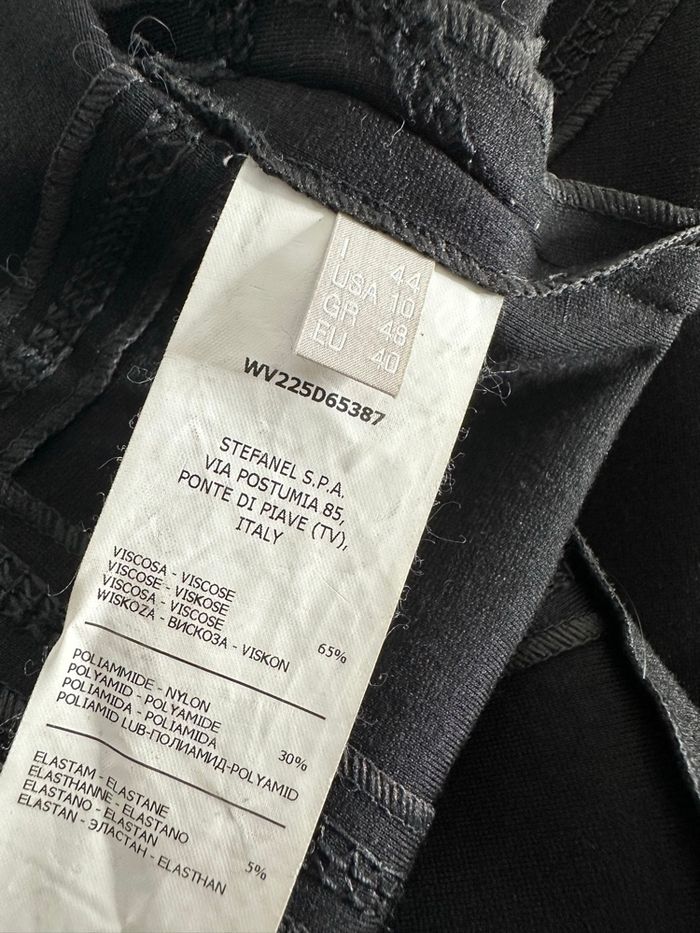 I 44
USA 10
GR 48
EU 40
WV225D65387
STEFANEL S.P.A.
VIA POSTUMIA 85,
PONTE DI PIAVE (TV),
ITALY
VISCOSA - VISCOSE
VISCOSE - VISKOSE
VISCOSA - VISCOSE
WISKOZA - ВИСКОЗА - VISKON 65%
POLIAMMIDE - NYLON
POLYAMID - POLYAMIDE
POLIAMIDA - POLIAMIDA 30%
POLIAMID LUB-ПОЛИАМИД-POLYAMID
ELASTAM - ELASTANE
ELASTHANNE - ELASTANO
ELASTANO - ELASTAN 5%
ELASTAN - ЭЛАСТАН - ELASTHAN